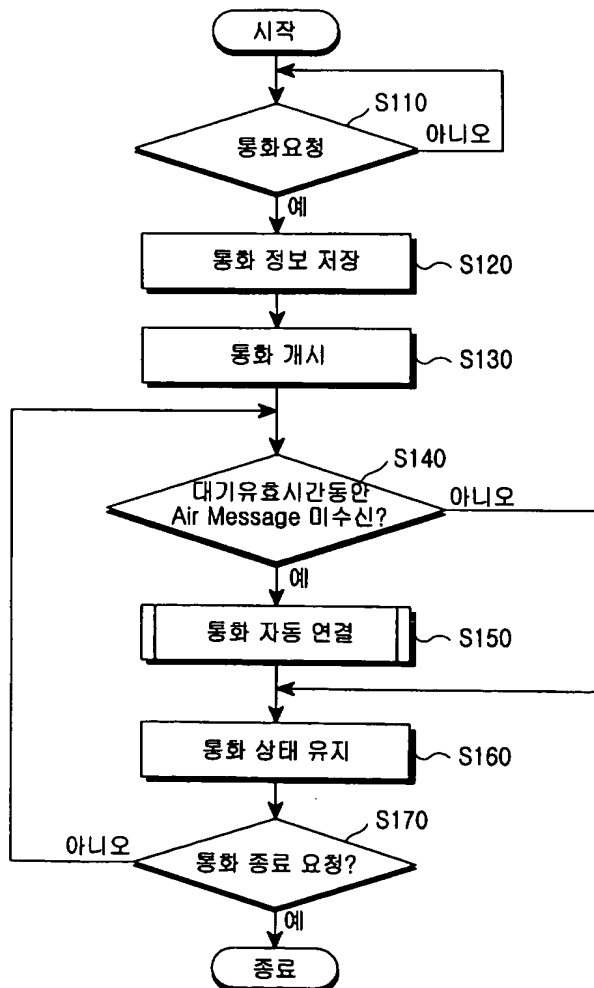 시작
S110
통화요청
아니오
예
통화 정보 저장
S120
통화 개시
S130
S140
대기유효시간동안
Air Message 미수신?
아니오
예
통화 자동 연결
S150
통화 상태 유지
S160
S170
통화 종료 요청?
아니오
예
종료